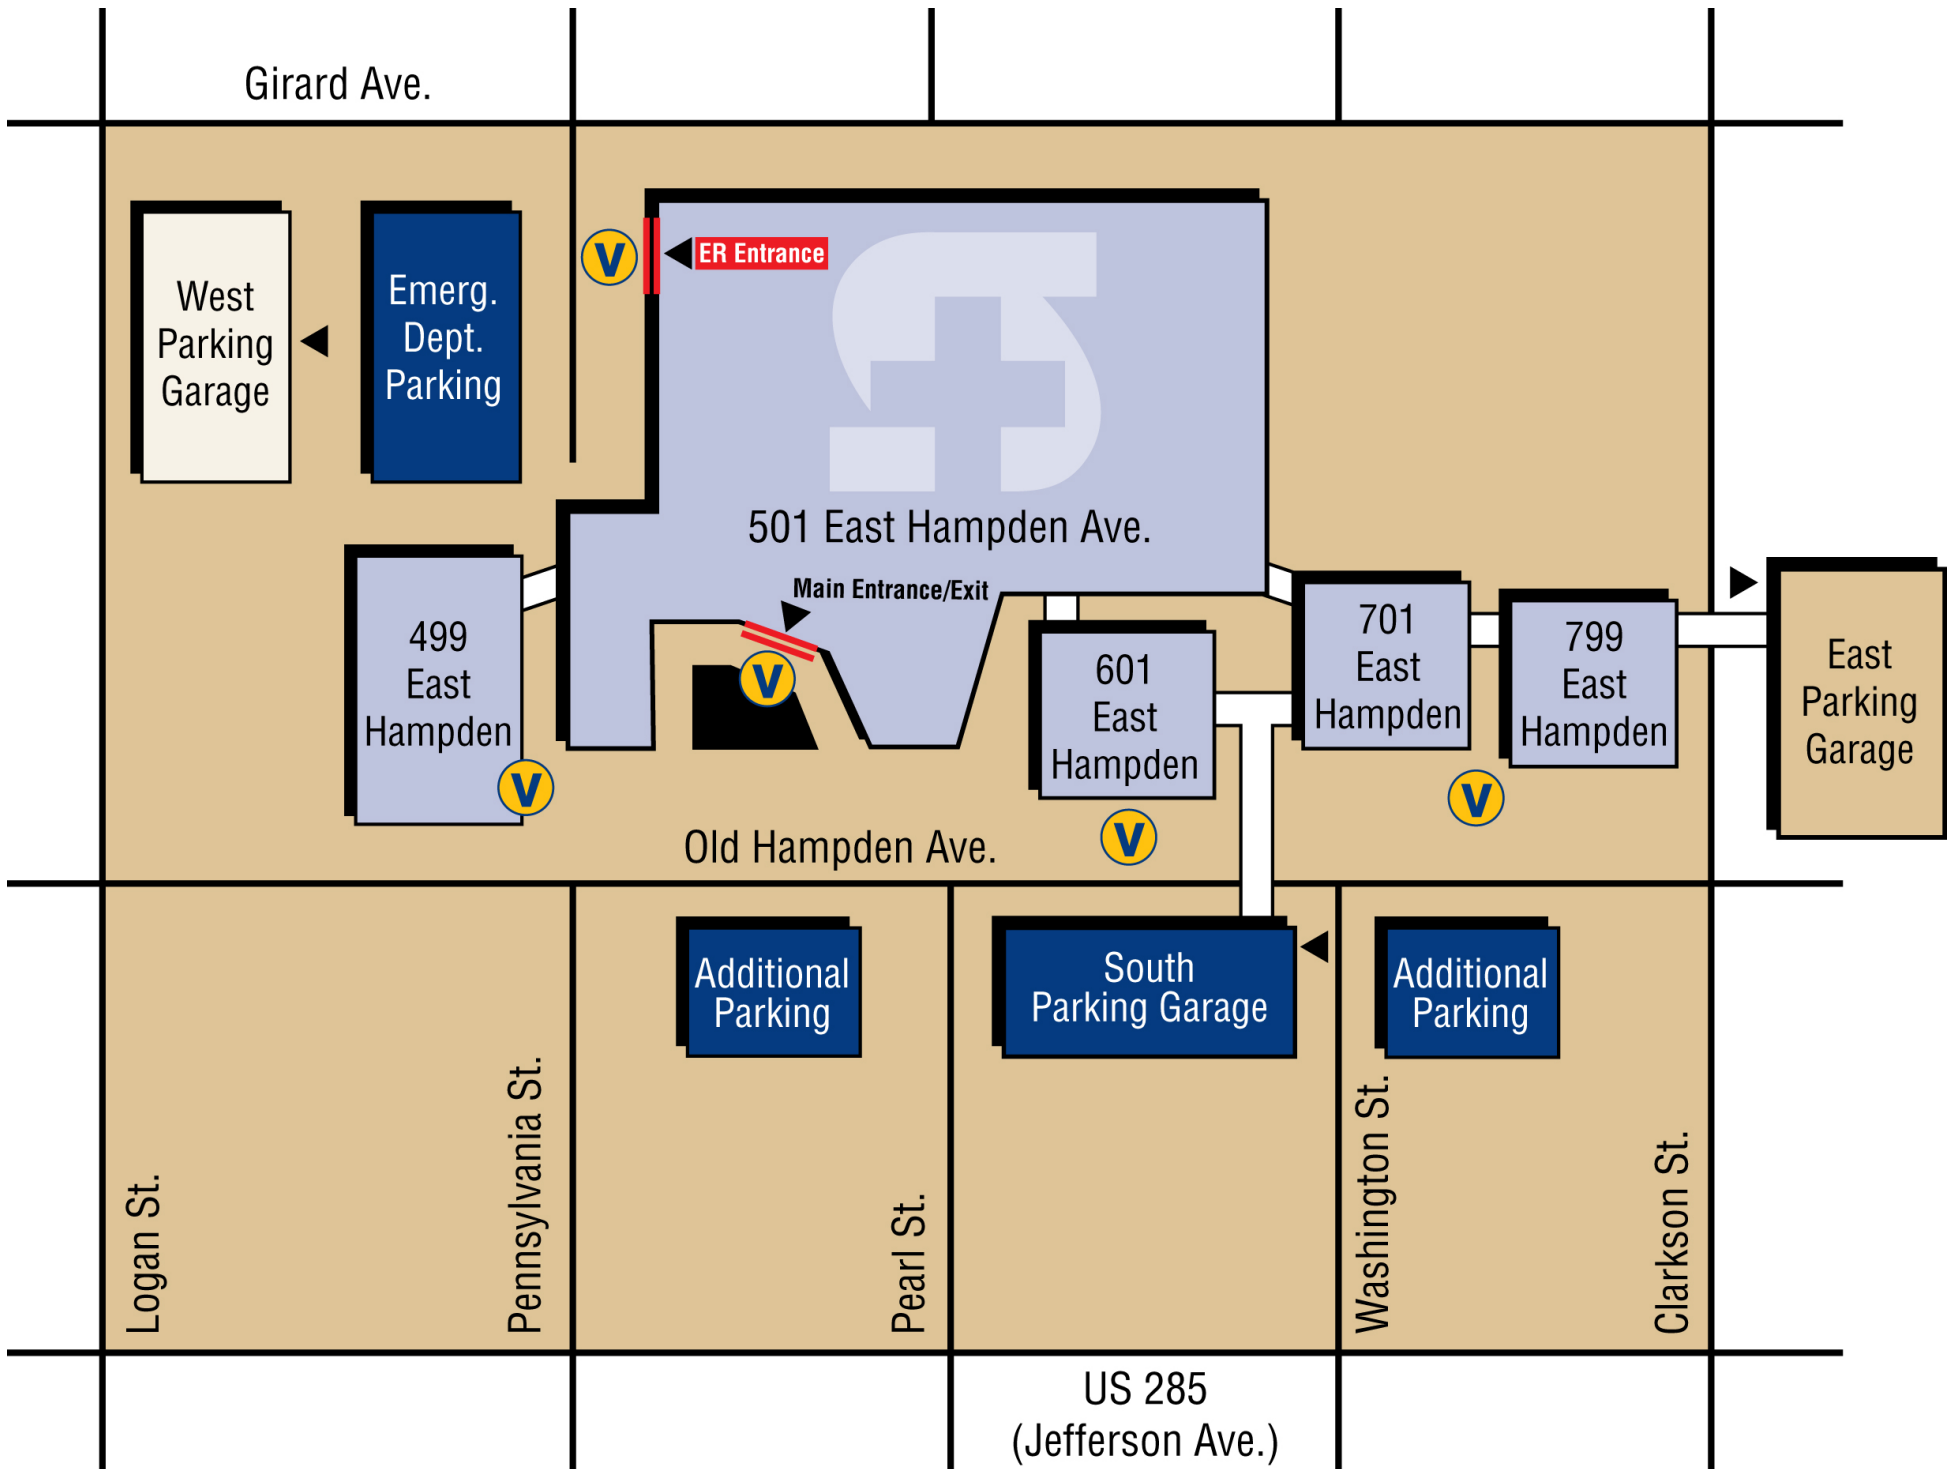 Girard Ave.
West
Parking
Garage
Emerg.
Dept.
Parking
V
ER Entrance
501 East Hampden Ave.
Main Entrance/Exit
499
East
Hampden
V
V
601
East
Hampden
V
701
East
Hampden
799
East
Hampden
V
East
Parking
Garage
Old Hampden Ave.
Additional
Parking
South
Parking Garage
Additional
Parking
Logan St.
Pennsylvania St.
Pearl St.
Washington St.
Clarkson St.
US 285
(Jefferson Ave.)